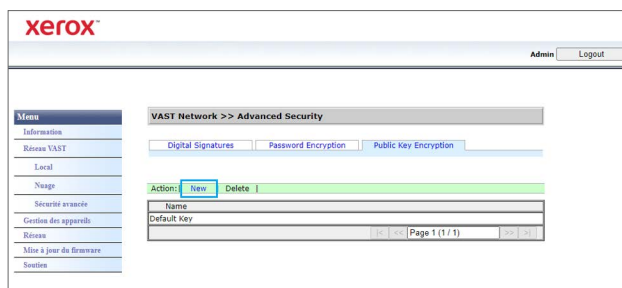 xerox™
Admin Logout
Menu
Information
Réseau VAST
Local
Nuage
Sécurité avancée
Gestion des appareils
Réseau
Mise à jour du firmware
Soutien
VAST Network >> Advanced Security
Digital Signatures Password Encryption Public Key Encryption
Action:| New | Delete |
Name
Default Key
|< << Page 1 (1 / 1) >> >|